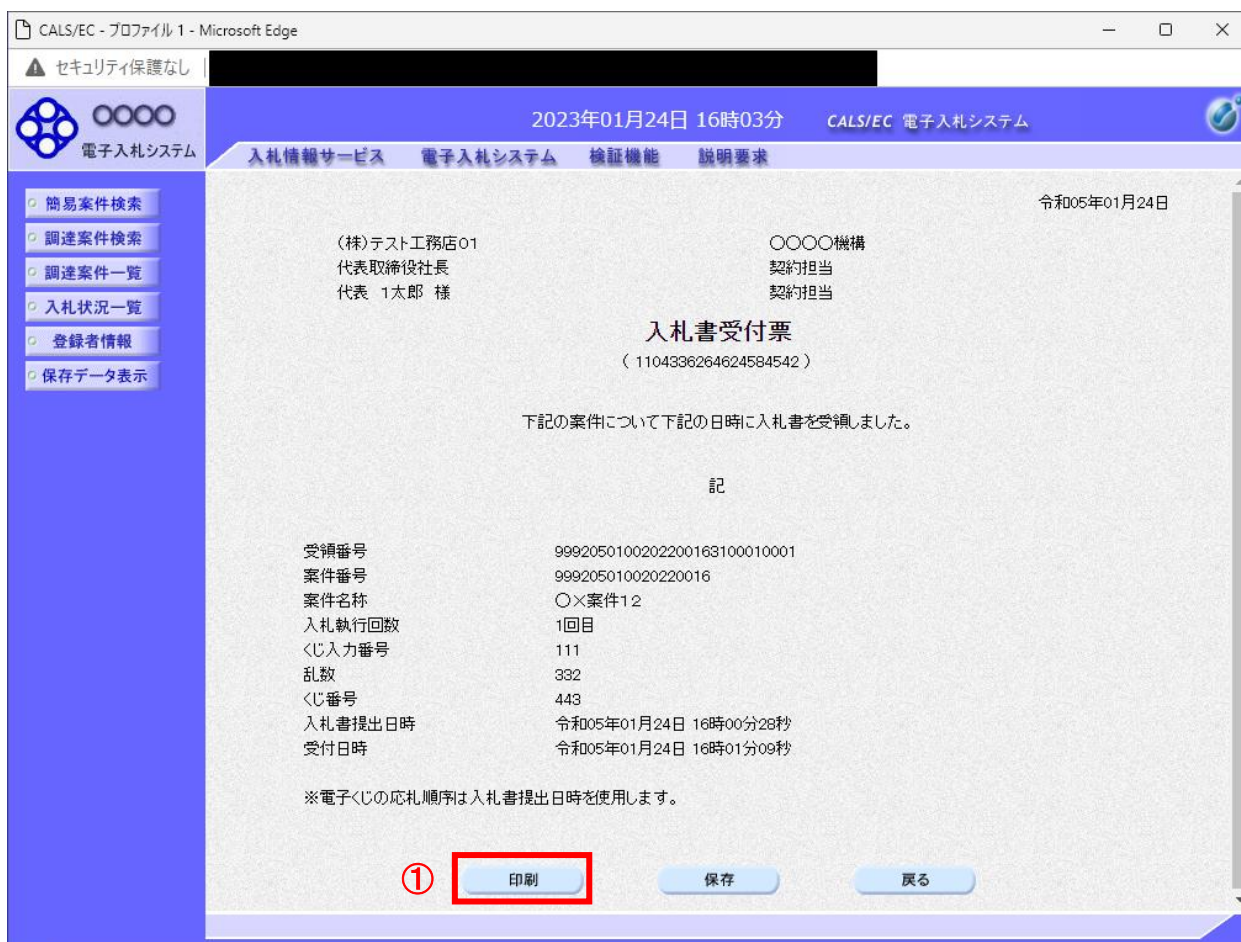 CALS/EC - プロファイル 1 - Microsoft Edge
セキュリティ保護なし
OOOO
電子入札システム
2023年01月24日 16時03分 CALS/EC 電子入札システム
入札情報サービス 電子入札システム 検証機能 説明要求
簡易案件検索
調達案件検索
調達案件一覧
入札状況一覧
登録者情報
保存データ表示
令和05年01月24日
(株)テスト工務店01 〇〇〇〇機構
代表取締役社長 契約担当
代表 1太郎 様 契約担当
入札書受付票
( 1104336264624584542 )
下記の案件について下記の日時に入札書を受領しました。
記
受領番号 99920501002022001631​00010001
案件番号 999205010020220016
案件名称 〇×案件12
入札執行回数 1回目
くじ入力番号 111
乱数 332
くじ番号 443
入札書提出日時 令和05年01月24日 16時00分28秒
受付日時 令和05年01月24日 16時01分09秒
※電子くじの応札順序は入札書提出日時を使用します。
① 印刷 保存 戻る